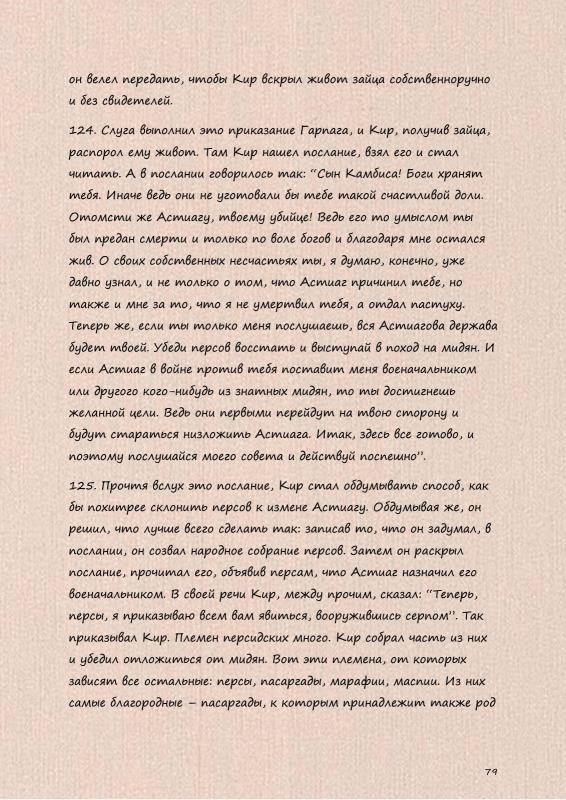 он велел передать, чтобы Кир вскрыл живот зайца собственноручно
и без свидетелей.
124. Слуга выполнил это приказание Гарпага, и Кир, получив зайца,
распорол ему живот. Там Кир нашел послание, взял его и стал
читать. А в послании говорилось так: “Сын Камбиса! Боги хранят
тебя. Иначе ведь они не уготовали бы тебе такой счастливой доли.
Отомсти же Астиагу, твоему убийце! Ведь его то умыслом ты
был предан смерти и только по воле богов и благодаря мне остался
жив. О своих собственных несчастьях ты, я думаю, конечно, уже
давно узнал, и не только о том, что Астиаг причинил тебе, но
также и мне за то, что я не умертвил тебя, а отдал пастуху.
Теперь же, если ты только меня послушаешь, вся Астиагова держава
будет твоей. Убеди персов восстать и выступай в поход на мидян. И
если Астиаг в войне против тебя поставит меня военачальником
или другого кого-нибудь из знатных мидян, то ты достигнешь
желанной цели. Ведь они первыми перейдут на твою сторону и
будут стараться низложить Астиага. Итак, здесь все готово, и
поэтому послушайся моего совета и действуй поспешно”.
125. Прочтя вслух это послание, Кир стал обдумывать способ, как
бы похитрее склонить персов к измене Астиагу. Обдумывая же, он
решил, что лучше всего сделать так: записав то, что он задумал, в
послании, он созвал народное собрание персов. Затем он раскрыл
послание, прочитал его, объявив персам, что Астиаг назначил его
военачальником. В своей речи Кир, между прочим, сказал: “Теперь,
персы, я приказываю всем вам явиться, вооружившись серпом”. Так
приказывал Кир. Племен персидских много. Кир собрал часть из них
и убедил отложиться от мидян. Вот эти племена, от которых
зависят все остальные: персы, пасаргады, марафии, маспии. Из них
самые благородные – пасаргады, к которым принадлежит также род
79